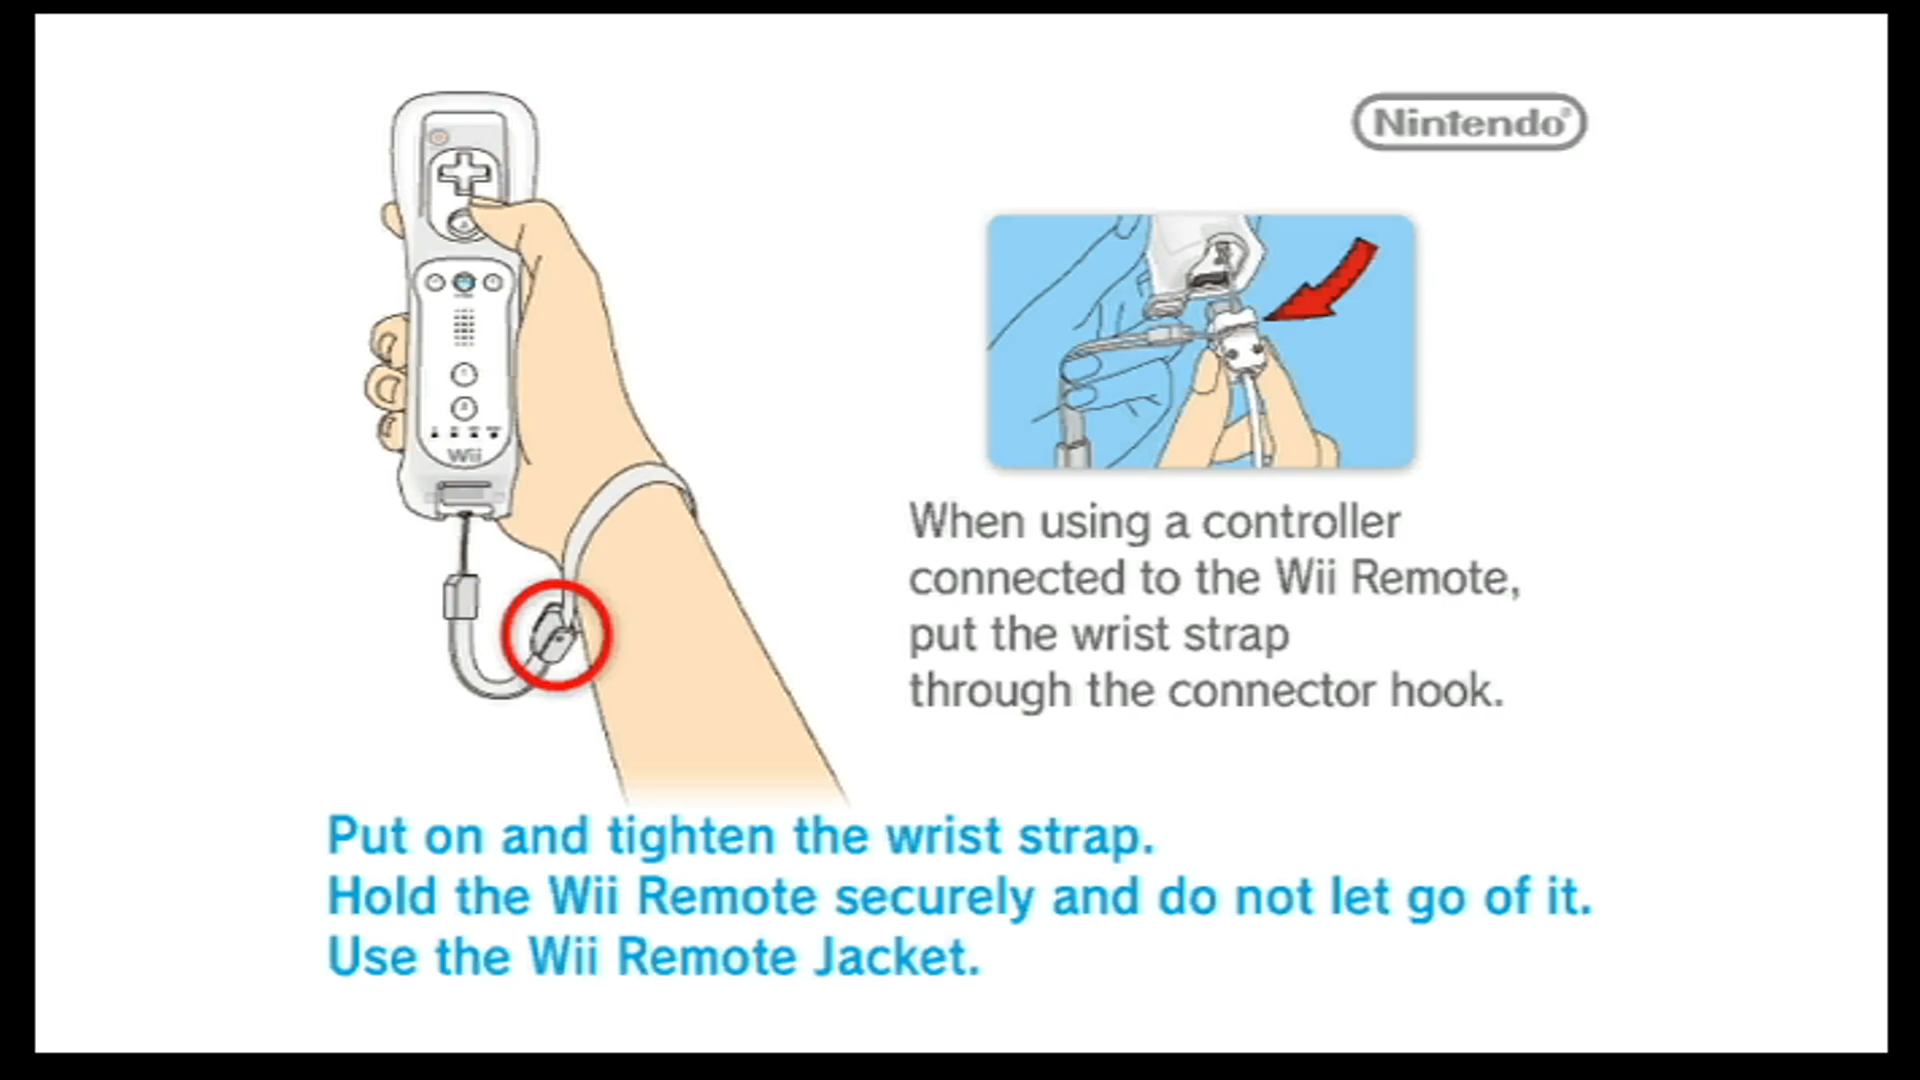 Nintendo®
Wii
When using a controller
connected to the Wii Remote,
put the wrist strap
through the connector hook.
Put on and tighten the wrist strap.
Hold the Wii Remote securely and do not let go of it.
Use the Wii Remote Jacket.